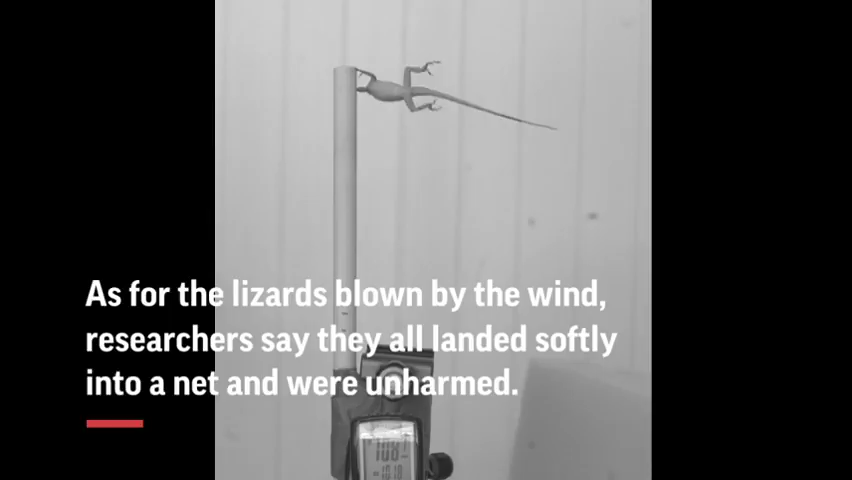 As for the lizards blown by the wind,
researchers say they all landed softly
into a net and were unharmed.